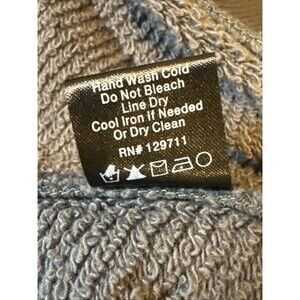 Hand Wash Cold
Do Not Bleach
Line Dry
Cool Iron if Needed
Or Dry Clean
RN# 129711